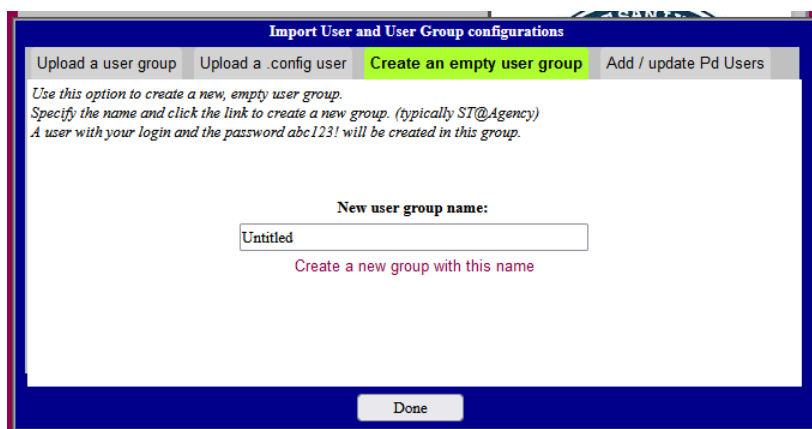 Import User and User Group configurations
Upload a user group Upload a .config user Create an empty user group Add / update Pd Users
Use this option to create a new, empty user group.
Specify the name and click the link to create a new group. (typically ST@Agency)
A user with your login and the password abc123! will be created in this group.
New user group name:
Untitled
Create a new group with this name
Done